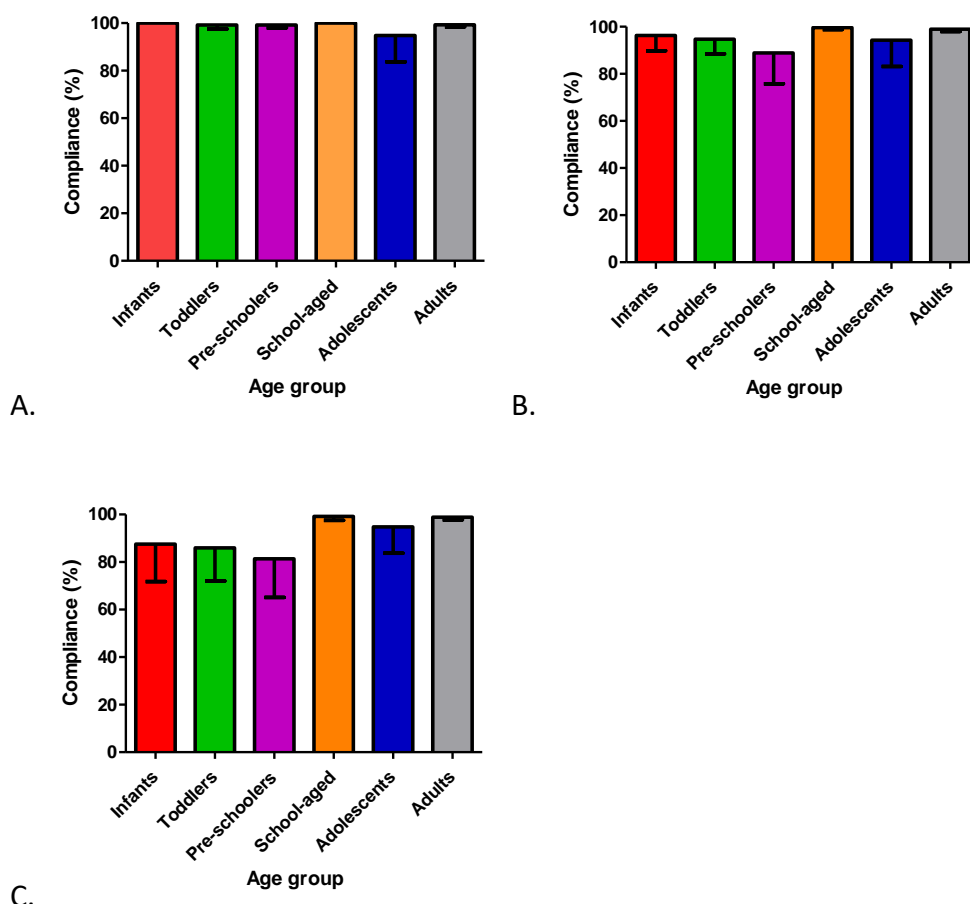 100
80
60
40
20
0
Compliance (%)
Infants
Toddlers
Pre-schoolers
School-aged
Adolescents
Adults
Age group
A.
100
80
60
40
20
0
Compliance (%)
Infants
Toddlers
Pre-schoolers
School-aged
Adolescents
Adults
Age group
B.
100
80
60
40
20
0
Compliance (%)
Infants
Toddlers
Pre-schoolers
School-aged
Adolescents
Adults
Age group
C.